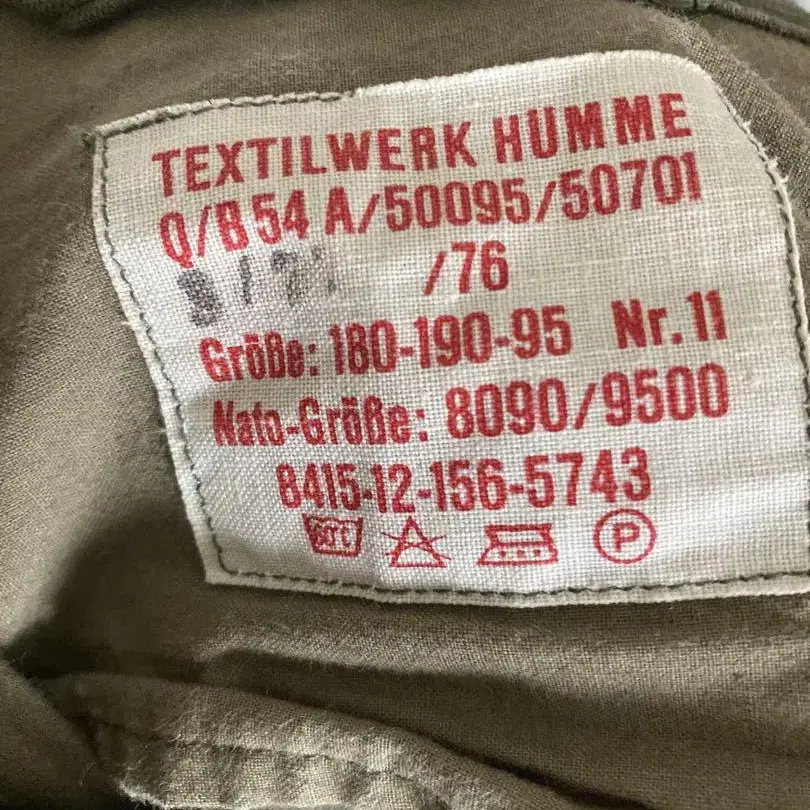 TEXTILWERK HUMME
Q/B 54 A/50095/50701
/76
Größe: 180-190-95 Nr. 11
Nato-Größe: 8090/9500
8415-12-156-5743
P